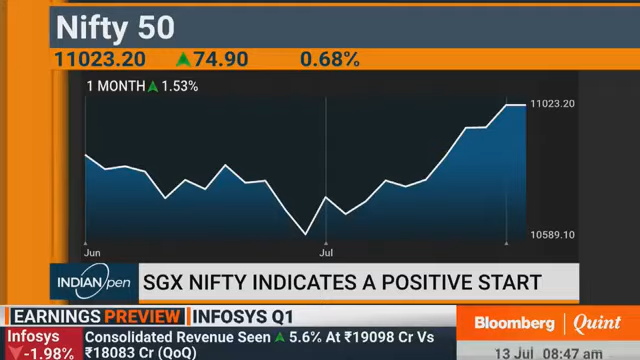 Nifty 50
11023.20 ▲ 74.90 0.68%
1 MONTH ▲ 1.53%
11023.20
10589.10
Jun Jul
INDIAN open
SGX NIFTY INDICATES A POSITIVE START
EARNINGS PREVIEW INFOSYS Q1
Infosys
▼ -1.98%
Consolidated Revenue Seen ▲ 5.6% At ₹19098 Cr Vs
₹18083 Cr (QoQ)
Bloomberg | Quint
13 Jul 08:47 am